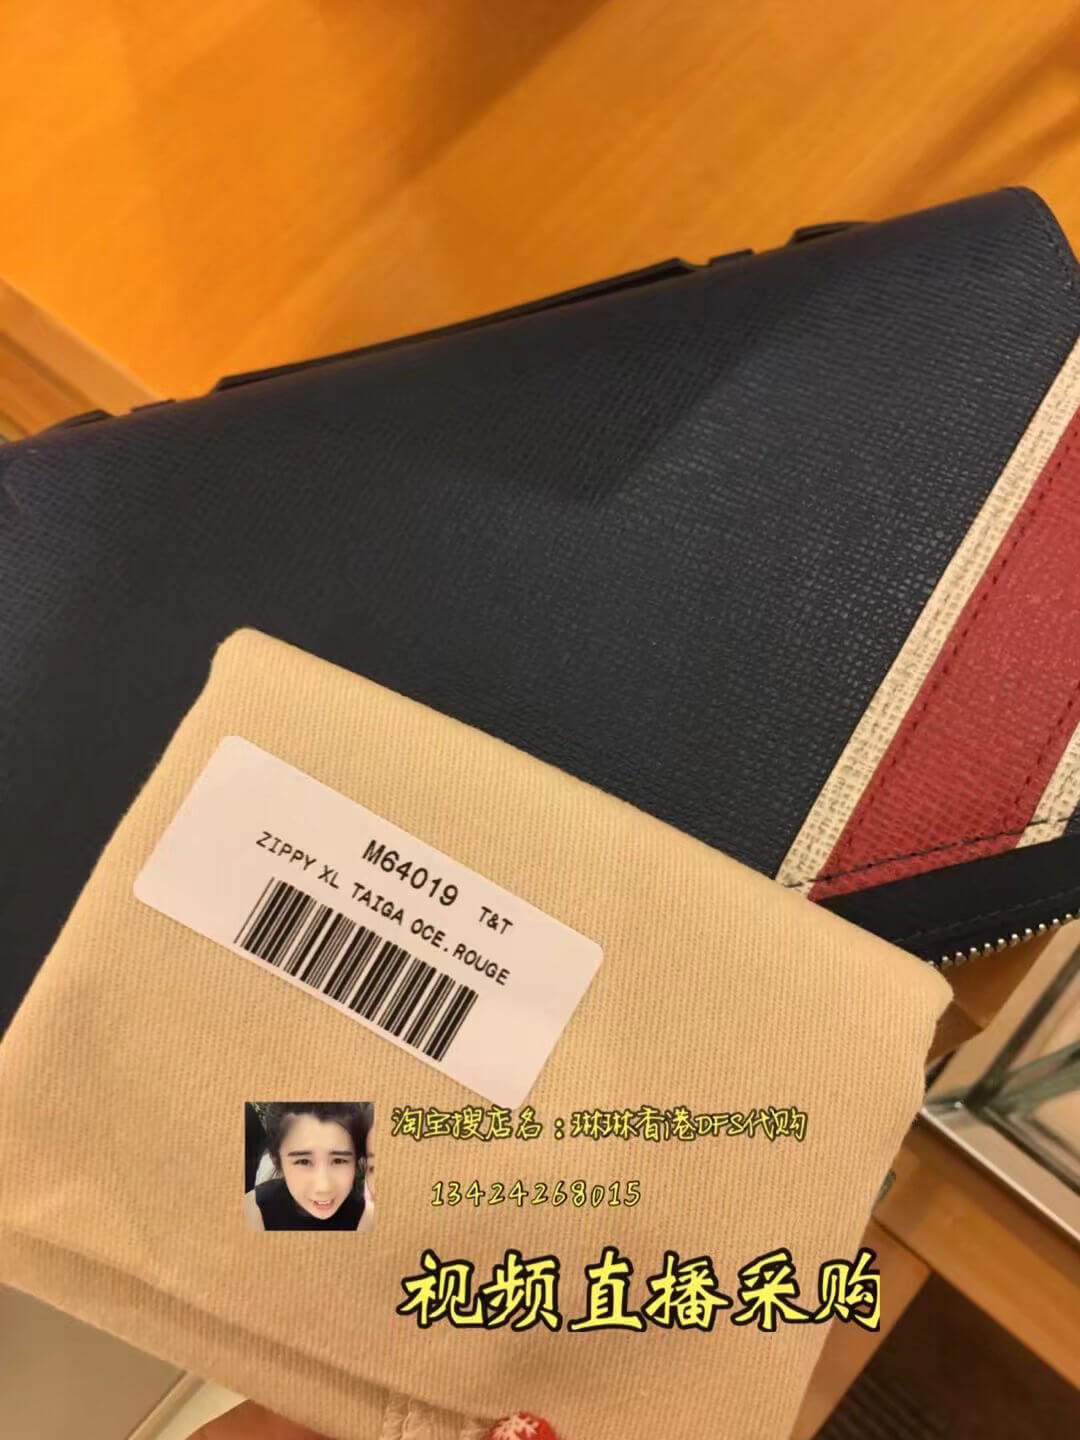 M64019 T&T
ZIPPY XL TAIGA OCE.ROUGE
淘宝搜店名：琳琳香港DFS代购
13424268015
视频直播采购